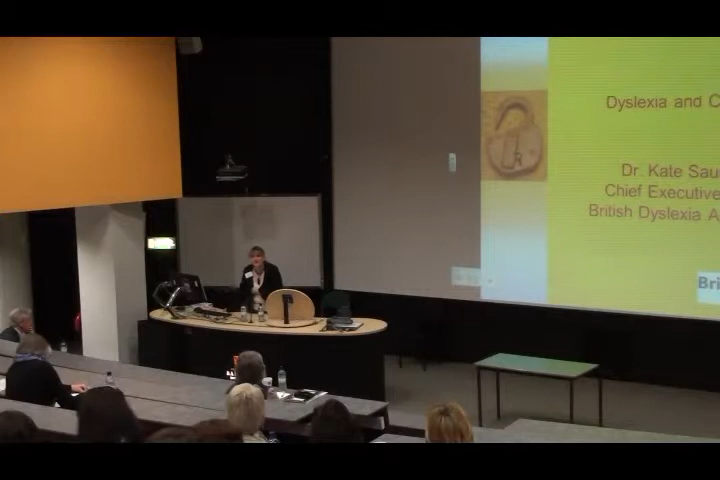 Dyslexia and C
Dr. Kate Sau
Chief Executive
British Dyslexia A
Bri